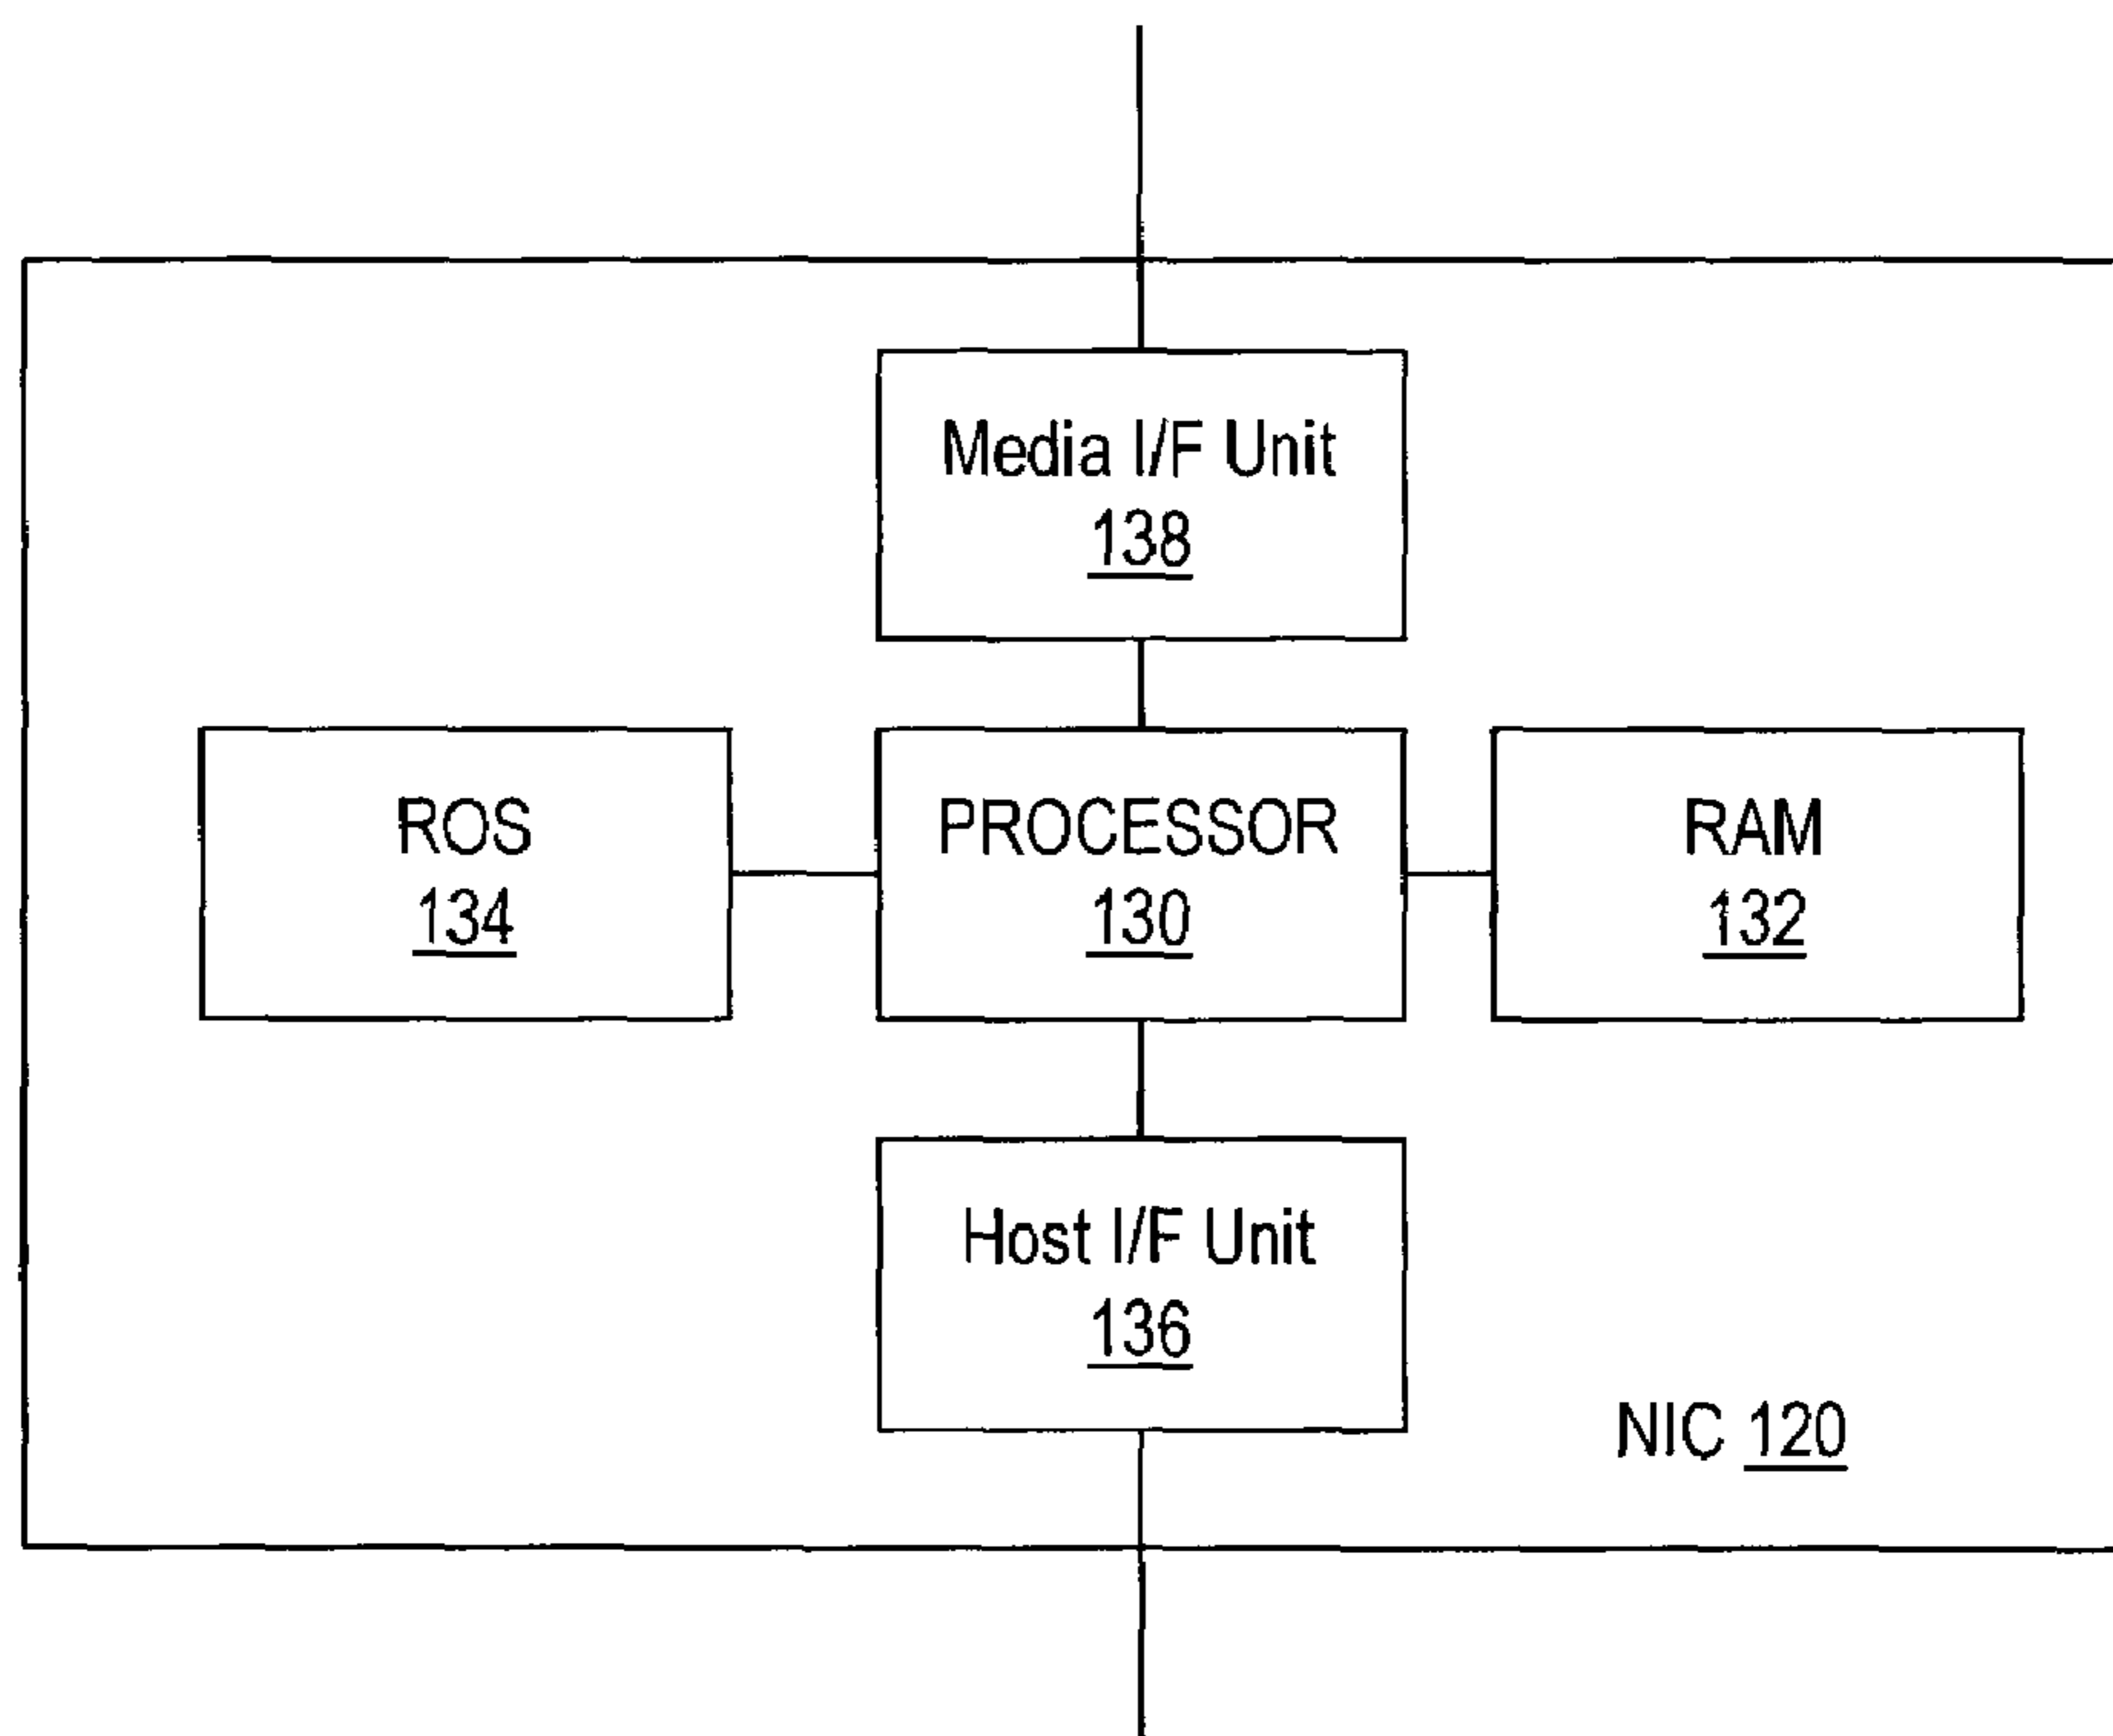 Media I/F Unit
138
ROS
134
PROCESSOR
130
RAM
132
Host I/F Unit
136
NIC 120